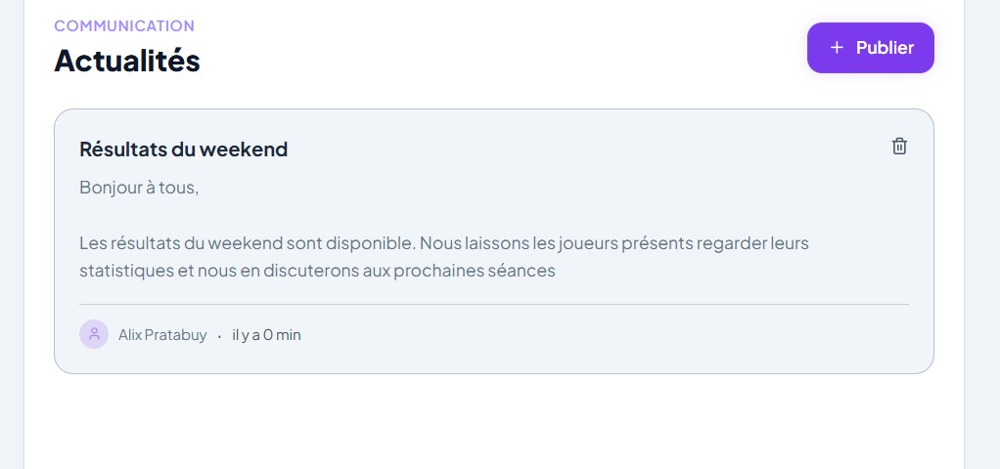 COMMUNICATION
Actualités
+ Publier
Résultats du weekend
Bonjour à tous,
Les résultats du weekend sont disponible. Nous laissons les joueurs présents regarder leurs
statistiques et nous en discuterons aux prochaines séances
Alix Pratabuy · il y a 0 min